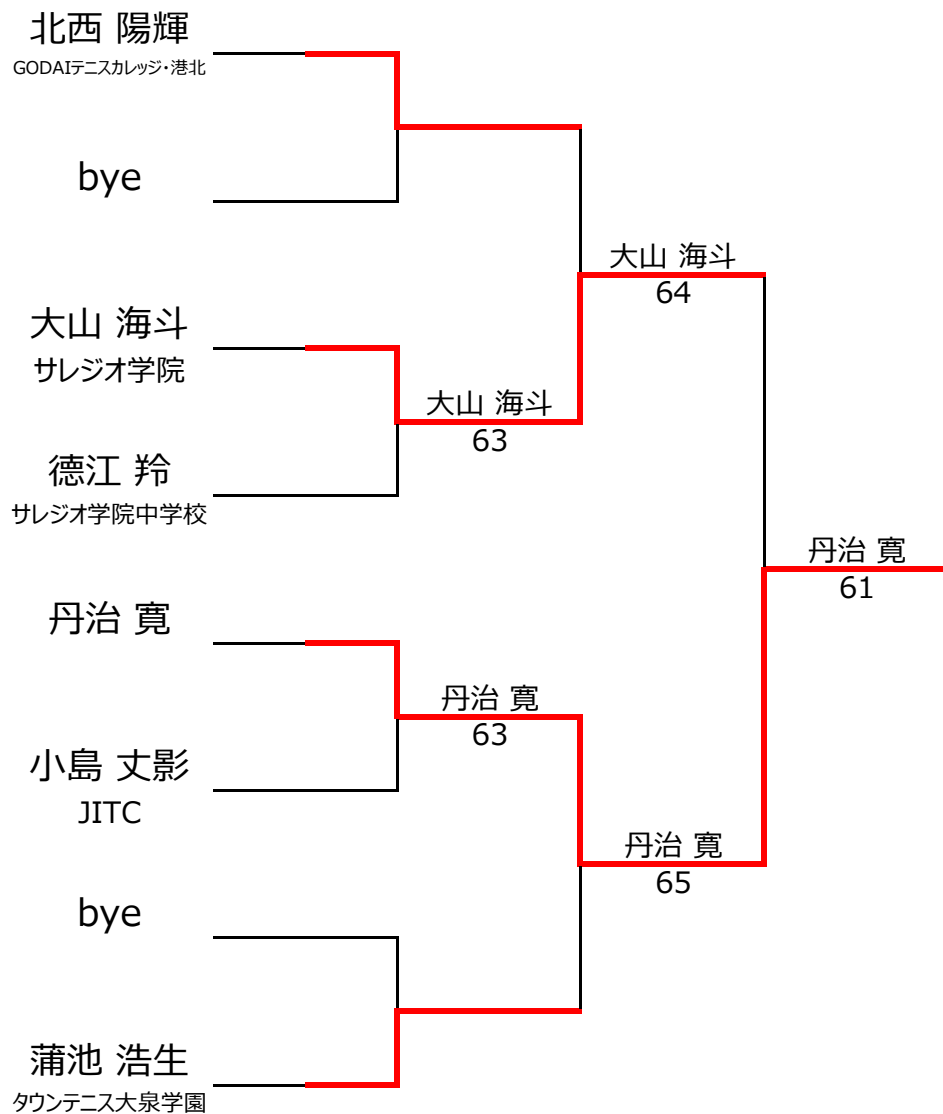 北西 陽輝
GODAIテニスカレッジ・港北
bye
大山 海斗
64
大山 海斗
サレジオ学院
大山 海斗
63
德江 羚
サレジオ学院中学校
丹治 寛
61
丹治 寛
丹治 寛
63
小島 丈影
JITC
丹治 寛
65
bye
蒲池 浩生
タウンテニス大泉学園